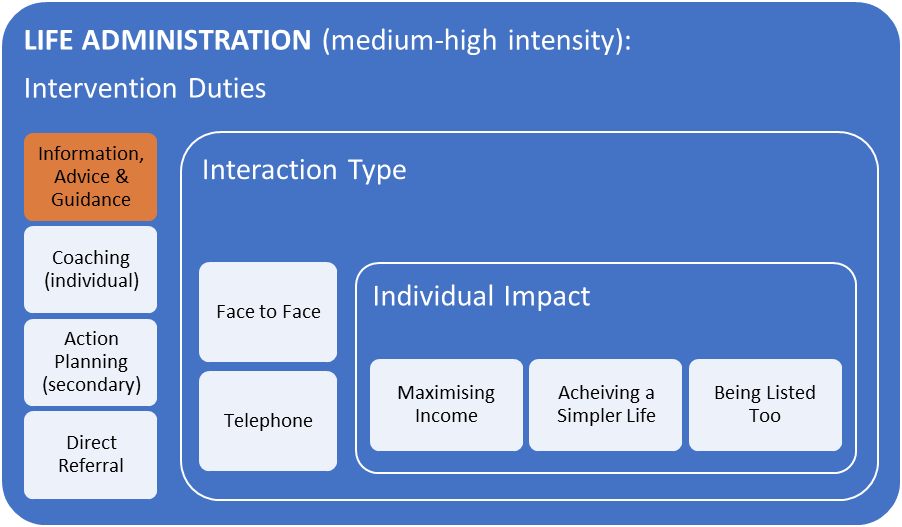 LIFE ADMINISTRATION (medium-high intensity):
Intervention Duties
Information,
Advice &
Guidance
Coaching
(individual)
Action
Planning
(secondary)
Direct
Referral
Interaction Type
Face to Face
Telephone
Individual Impact
Maximising
Income
Acheiving a
Simpler Life
Being Listed
Too